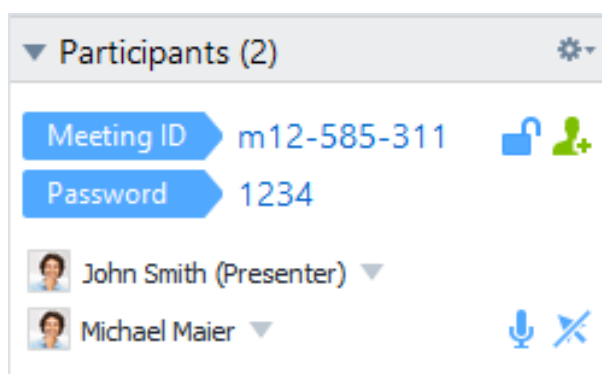 Participants (2)
Meeting ID m12-585-311
Password 1234
John Smith (Presenter)
Michael Maier